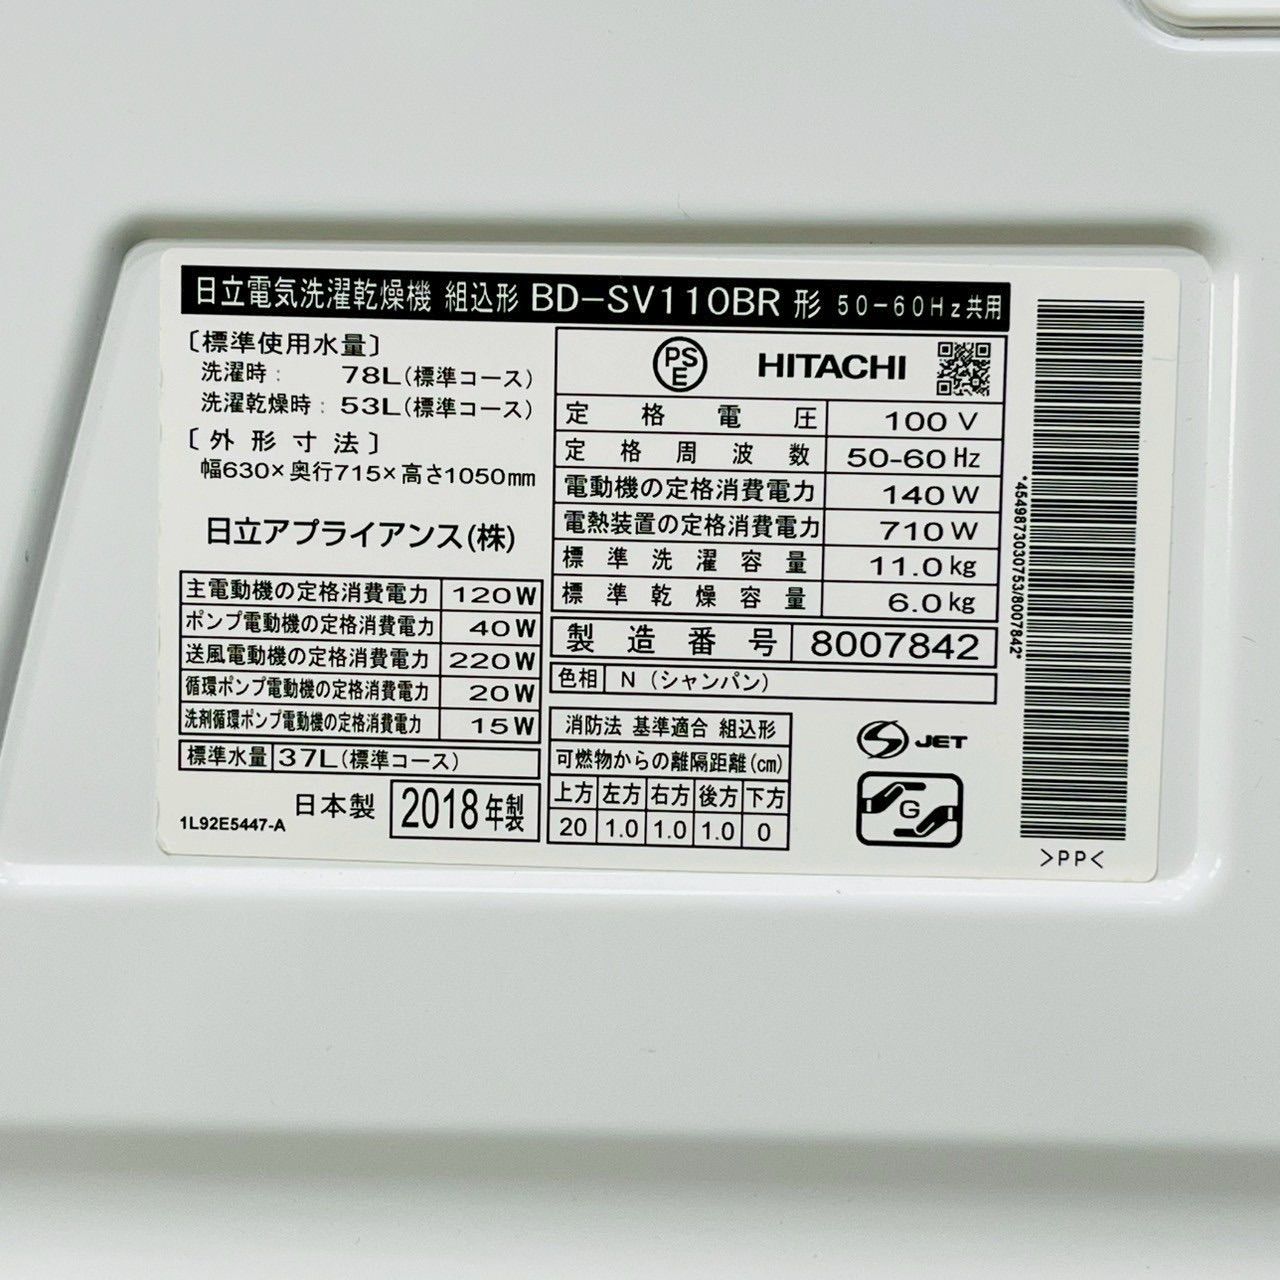 日立電気洗濯乾燥機 組込形 BD-SV110BR 形 50-60Hz共用
〔標準使用水量〕
洗濯時: 78L(標準コース)
洗濯乾燥時: 53L(標準コース)
〔外形寸法〕
幅630×奥行715×高さ1050mm
日立アプライアンス(株)
主電動機の定格消費電力 120W
ポンプ電動機の定格消費電力 40W
送風電動機の定格消費電力 220W
循環ポンプ電動機の定格消費電力 20W
洗剤循環ポンプ電動機の定格消費電力 15W
標準水量 37L(標準コース)
日本製 2018年製
1L92E5447-A
PSE HITACHI
定格電圧 100V
定格周波数 50-60Hz
電動機の定格消費電力 140W
電熱装置の定格消費電力 710W
標準洗濯容量 11.0kg
標準乾燥容量 6.0kg
製造番号 8007842
色相 N(シャンパン)
消防法 基準適合 組込形
可燃物からの離隔距離(cm)
上方 左方 右方 後方 下方
20 1.0 1.0 1.0 0
S JET
G
*4549873030753/8007842*
>PP<